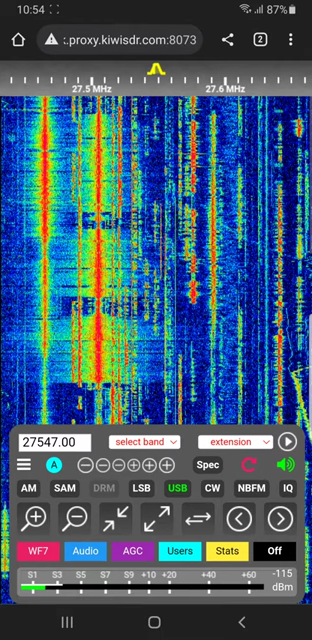 10:54 87%
:.proxy.kiwisdr.com:8073 2
27.5 MHz 27.6 MHz
27547.00 select band extension
A Spec
AM SAM DRM LSB USB CW NBFM IQ
WF7 Audio AGC Users Stats Off
S1 S3 S5 S7 S9 +10 +20 +40 +60 -115
dBm